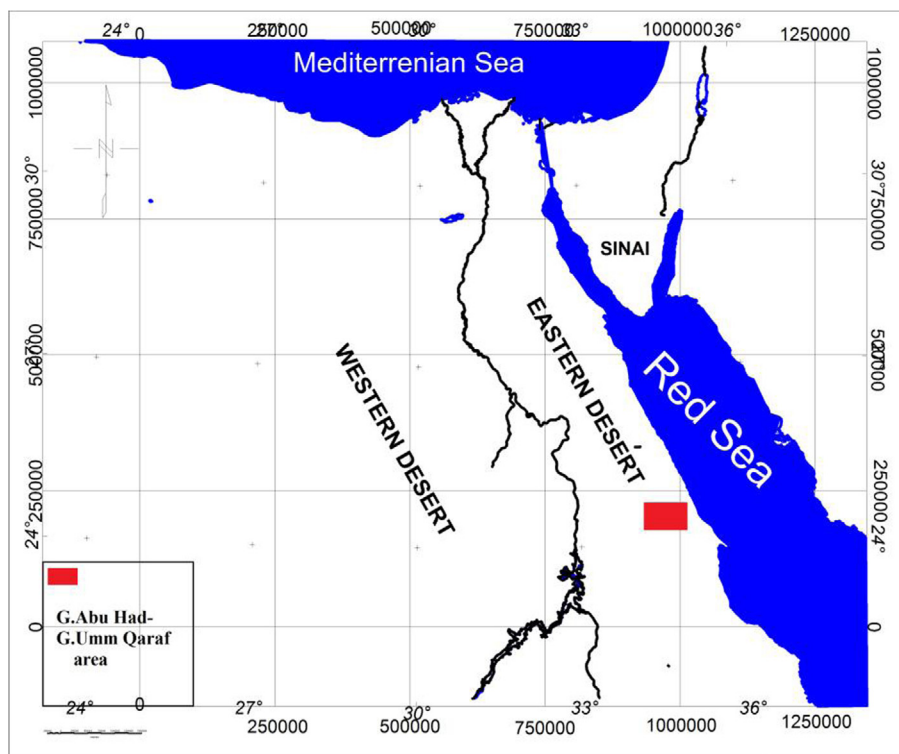 24° 0 27° 250000 500000 30° 750000 33° 1000000 36° 1250000
Mediterrenian Sea
1000000 1000000
N
30° 30°
750000 750000
SINAI
EASTERN DESERT
500000 500000
WESTERN DESERT
Red Sea
250000 250000
24° 24°
G.Abu Had-
G.Umm Qaraf
area
0 0
24° 0 27° 30° 33° 36°
250000 500000 750000 1000000 1250000